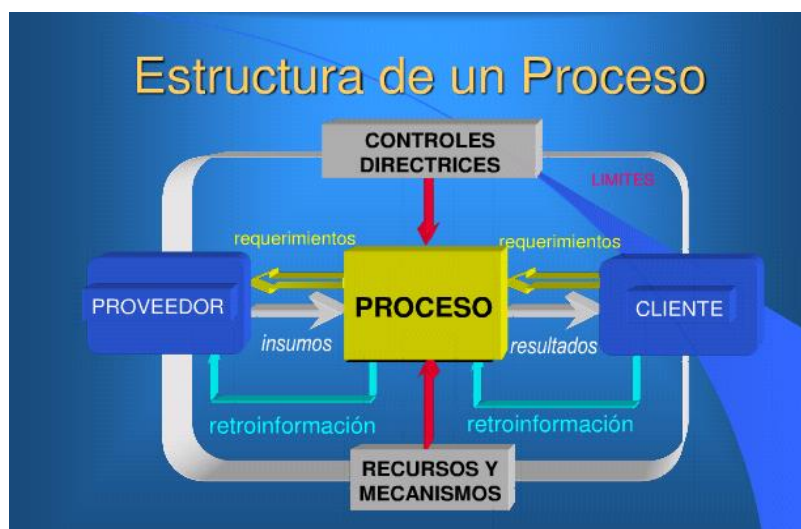 Estructura de un Proceso
CONTROLES
DIRECTRICES
LIMITES
requerimientos
requerimientos
PROVEEDOR
PROCESO
CLIENTE
insumos
resultados
retroinformación
retroinformación
RECURSOS Y
MECANISMOS